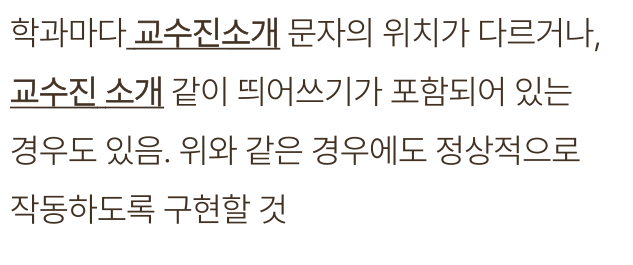 학과마다 교수진소개 문자의 위치가 다르거나,
교수진 소개 같이 띄어쓰기가 포함되어 있는
경우도 있음. 위와 같은 경우에도 정상적으로
작동하도록 구현할 것